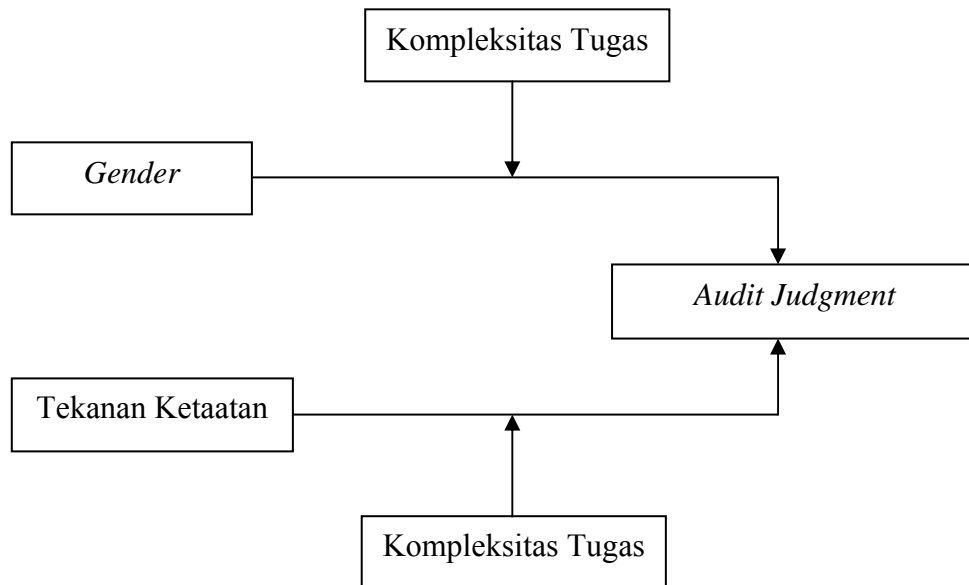 Kompleksitas Tugas
Gender
Audit Judgment
Tekanan Ketaatan
Kompleksitas Tugas